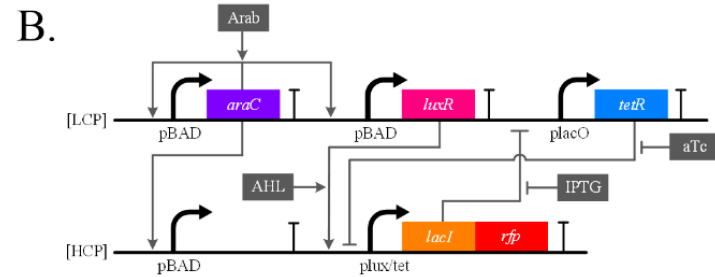 B.
Arab
araC
luxR
tetR
[LCP]
pBAD
pBAD
placO
aTc
AHL
IPTG
lacI
rfp
[HCP]
pBAD
plux/tet